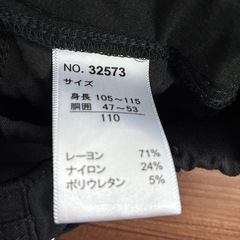 NO. 32573
サイズ
身長 105～115
胴囲 47～53
110
レーヨン 71%
ナイロン 24%
ポリウレタン 5%